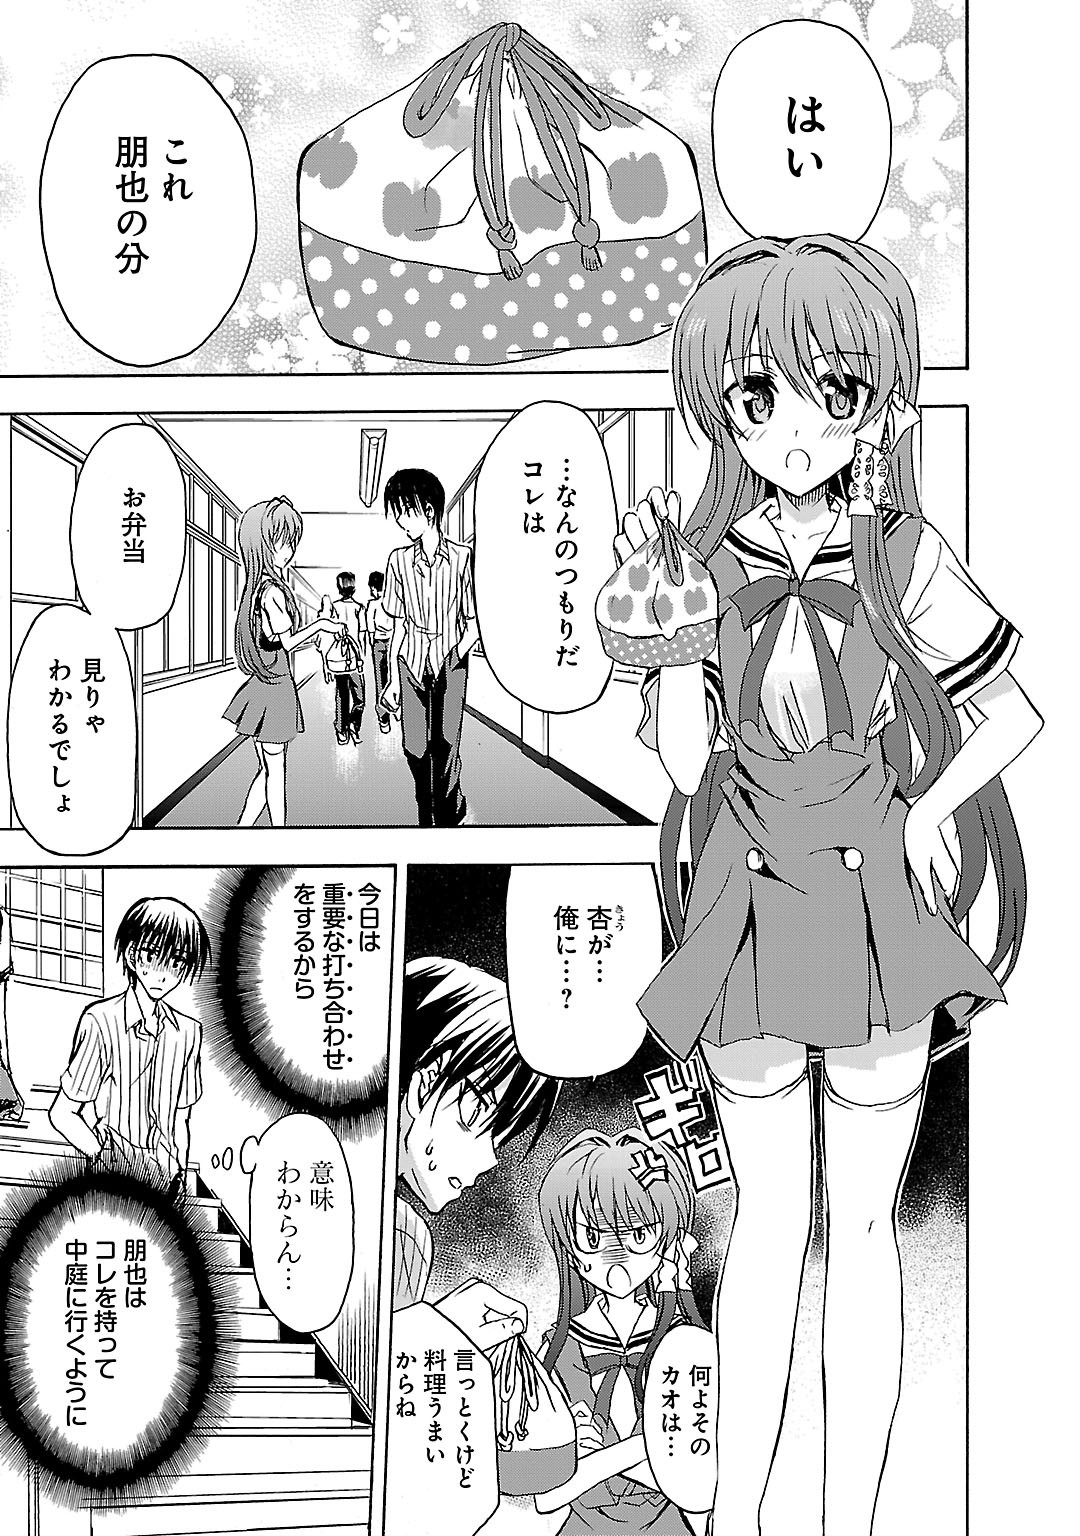 はい
これ
朋也の分
…なんのつもりだ
コレは
お弁当
見りゃ
わかるでしょ
杏が…
きょう
俺に…?
ギロ
何よその
カオは…
言っとくけど
料理うまい
からね
今日は
重要な打ち合わせ
をするから
意味
わからん…
朋也は
コレを持って
中庭に行くように